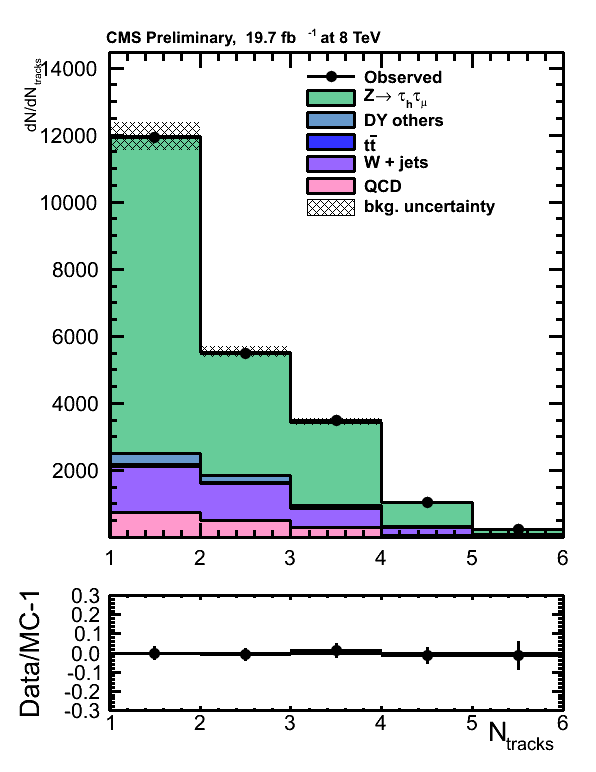 CMS Preliminary, 19.7 fb -1 at 8 TeV
dN/dNtracks
14000
12000
10000
8000
6000
4000
2000
Observed
Z→ τhτμ
DY others
tt̄
W + jets
QCD
bkg. uncertainty
1 2 3 4 5 6
Data/MC-1
0.3
0.2
0.1
0.0
-0.1
-0.2
-0.3
1 2 3 4 5 6
Ntracks